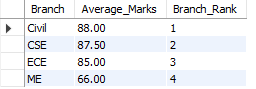 Branch Average_Marks Branch_Rank
Civil 88.00 1
CSE 87.50 2
ECE 85.00 3
ME 66.00 4